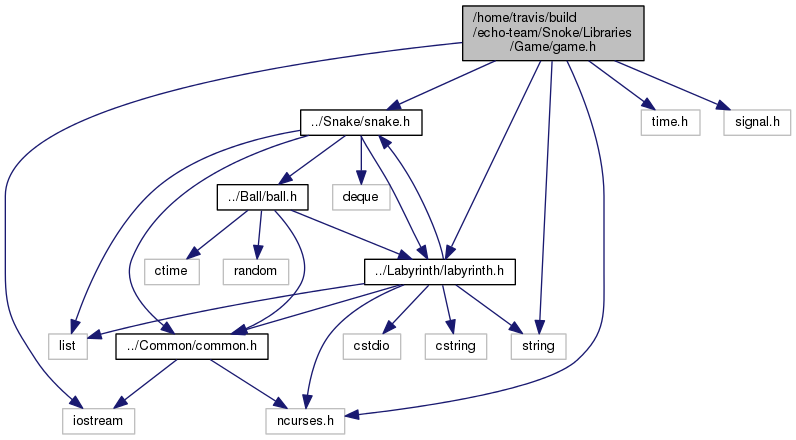 /home/travis/build
/echo-team/Snoke/Libraries
/Game/game.h
../Snake/snake.h
time.h
signal.h
../Ball/ball.h
deque
ctime
random
../Labyrinth/labyrinth.h
list
../Common/common.h
cstdio
cstring
string
iostream
ncurses.h